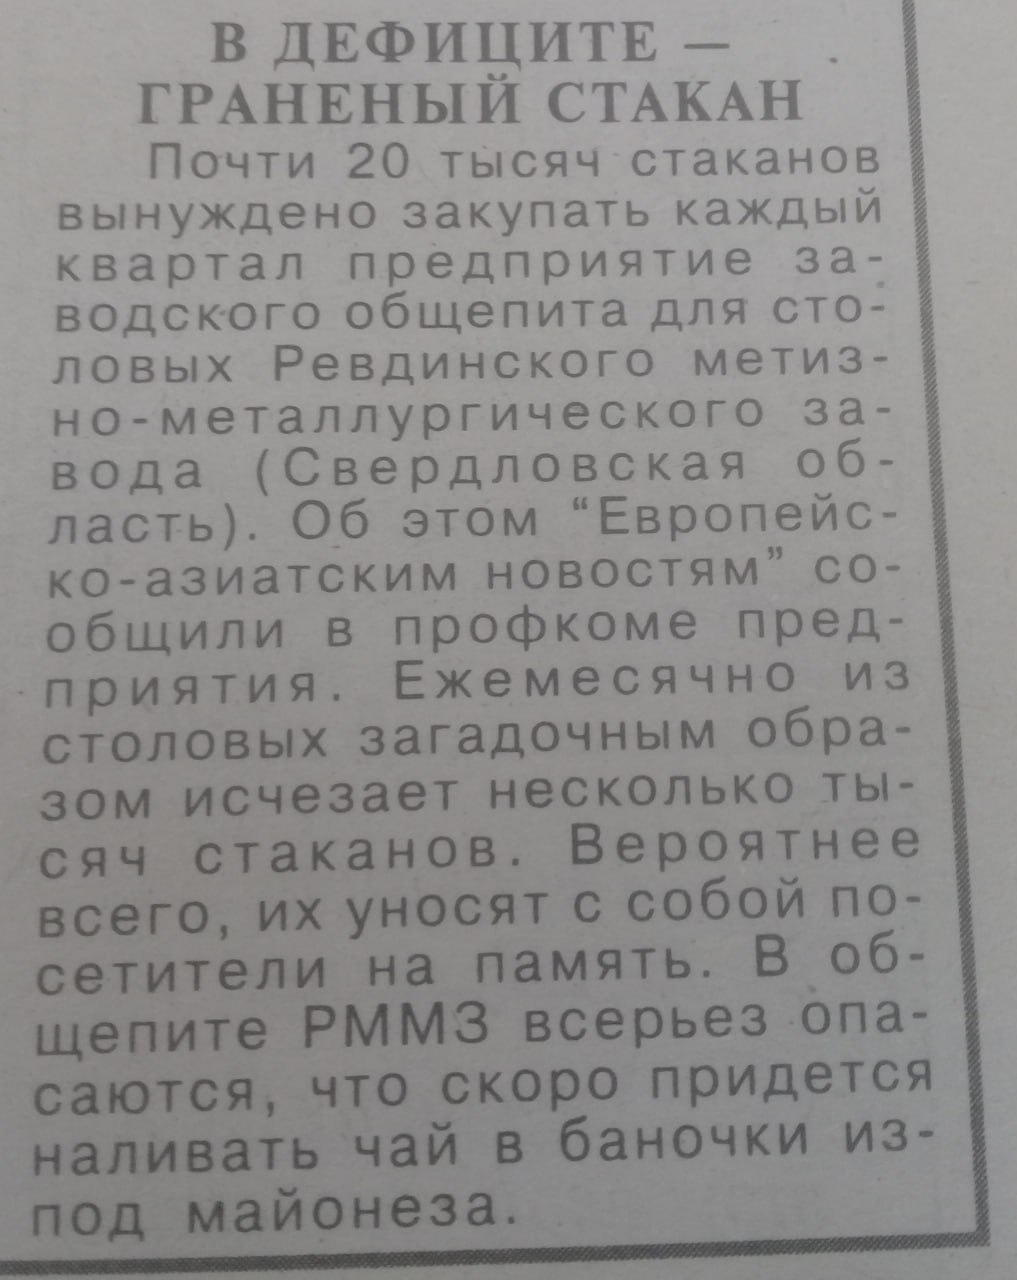 В ДЕФИЦИТЕ —
ГРАНЕНЫЙ СТАКАН
Почти 20 тысяч стаканов
вынуждено закупать каждый
квартал предприятие за-
водского общепита для сто-
ловых Ревдинского метиз-
но-металлургического за-
вода (Свердловская об-
ласть). Об этом “Европейс-
ко-азиатским новостям” со-
общили в профкоме пред-
приятия. Ежемесячно из
столовых загадочным обра-
зом исчезает несколько ты-
сяч стаканов. Вероятнее
всего, их уносят с собой по-
сетители на память. В об-
щепите РММЗ всерьез опа-
саются, что скоро придется
наливать чай в баночки из-
под майонеза.